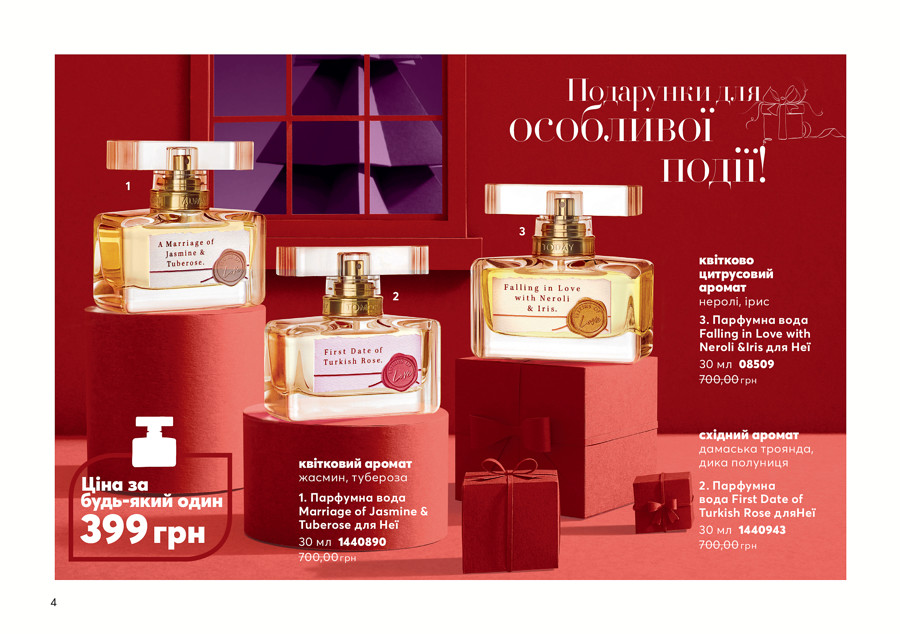 Подарунки для
особливої
події!
1
A Marriage of
Jasmine &
Tuberose.
Love
2
First Date of
Turkish Rose.
Love
3
TODAY
Falling in Love
with Neroli
& Iris.
Love
квітково
цитрусовий
аромат
неролі, ірис
3. Парфумна вода
Falling in Love with
Neroli &Iris для Неї
30 мл 08509
700,00 грн
східний аромат
дамаська троянда,
дика полуниця
2. Парфумна
вода First Date of
Turkish Rose дляНеї
30 мл 1440943
700,00 грн
квітковий аромат
жасмин, тубероза
1. Парфумна вода
Marriage of Jasmine &
Tuberose для Неї
30 мл 1440890
700,00 грн
Ціна за
будь-який один
399 грн
4